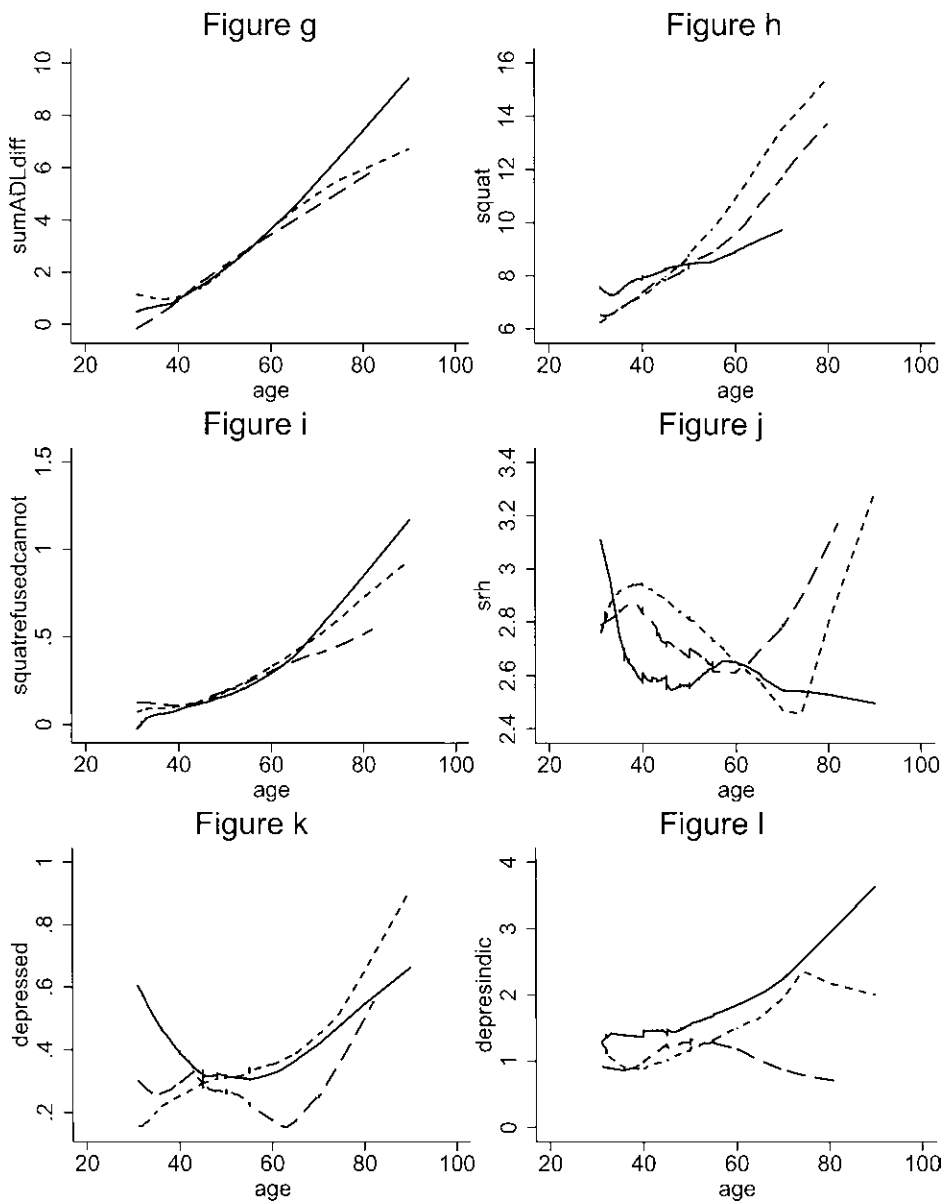 Figure g
10
8
6
4
2
0
sumADLdiff
20 40 60 80 100
age
Figure h
16
14
12
10
8
6
squat
20 40 60 80 100
age
Figure i
1.5
1
.5
0
squatrefusedcannot
20 40 60 80 100
age
Figure j
3.4
3.2
3
2.8
2.6
2.4
srh
20 40 60 80 100
age
Figure k
1
.8
.6
.4
.2
depressed
20 40 60 80 100
age
Figure l
4
3
2
1
0
depresindic
20 40 60 80 100
age